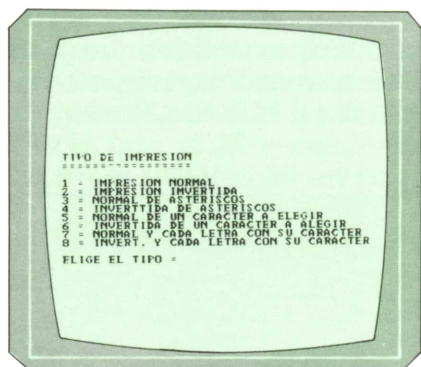 TIPO DE IMPRESION
=================
1 = IMPRESION NORMAL
2 = IMPRESION IMVERTIDA
3 = NORMAL DE ASTERISCOS
4 = INVERTTIDA DE ASTERISCOS
5 = NORMAL DE UN CARACTER A ELEGIR
6 = INVERTIDA DE UN CARACTER A ALEGIR
7 = NORMAL Y CADA LETRA CON SU CARACTER
8 = INVERT. Y CADA LETRA CON SU CARACTER
ELIGE EL TIPO =